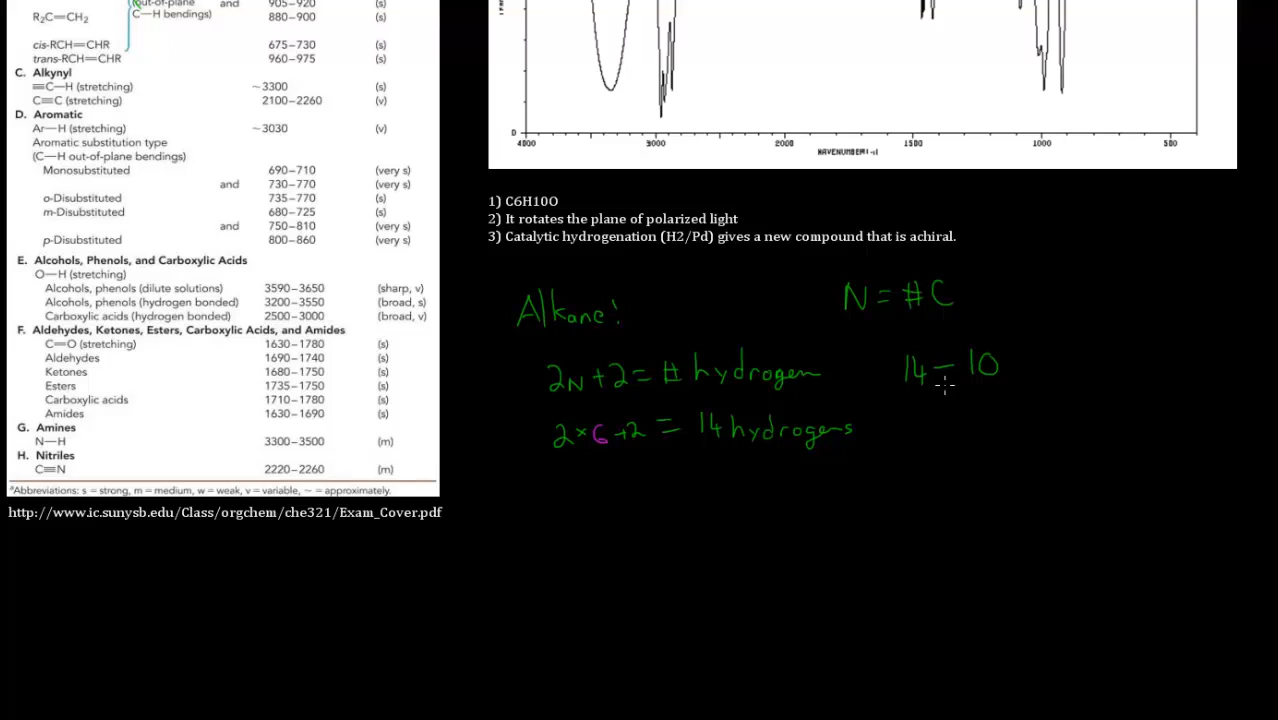 (out-of-plane and 905–920 (s)
R₂C═CH₂ C—H bendings) 880–900 (s)
cis-RCH═CHR 675–730 (s)
trans-RCH═CHR 960–975 (s)
C. Alkynyl
≡C—H (stretching) ~3300 (s)
C≡C (stretching) 2100–2260 (v)
D. Aromatic
Ar—H (stretching) ~3030 (v)
Aromatic substitution type
(C—H out-of-plane bendings)
Monosubstituted 690–710 (very s)
and 730–770 (very s)
o-Disubstituted 735–770 (s)
m-Disubstituted 680–725 (s)
and 750–810 (very s)
p-Disubstituted 800–860 (very s)
E. Alcohols, Phenols, and Carboxylic Acids
O—H (stretching)
Alcohols, phenols (dilute solutions) 3590–3650 (sharp, v)
Alcohols, phenols (hydrogen bonded) 3200–3550 (broad, s)
Carboxylic acids (hydrogen bonded) 2500–3000 (broad, v)
F. Aldehydes, Ketones, Esters, Carboxylic Acids, and Amides
C═O (stretching) 1630–1780 (s)
Aldehydes 1690–1740 (s)
Ketones 1680–1750 (s)
Esters 1735–1750 (s)
Carboxylic acids 1710–1780 (s)
Amides 1630–1690 (s)
G. Amines
N—H 3300–3500 (m)
H. Nitriles
C≡N 2220–2260 (m)
ᵃAbbreviations: s = strong, m = medium, w = weak, v = variable, ~ = approximately.
http://www.ic.sunysb.edu/Class/orgchem/che321/Exam_Cover.pdf
0
4000 3000 2000 1500 1000 500
1) C6H10O
2) It rotates the plane of polarized light
3) Catalytic hydrogenation (H2/Pd) gives a new compound that is achiral.
Alkane: N = # C
2N + 2 = # hydrogen 14 – 10
2 × 6 + 2 = 14 hydrogens